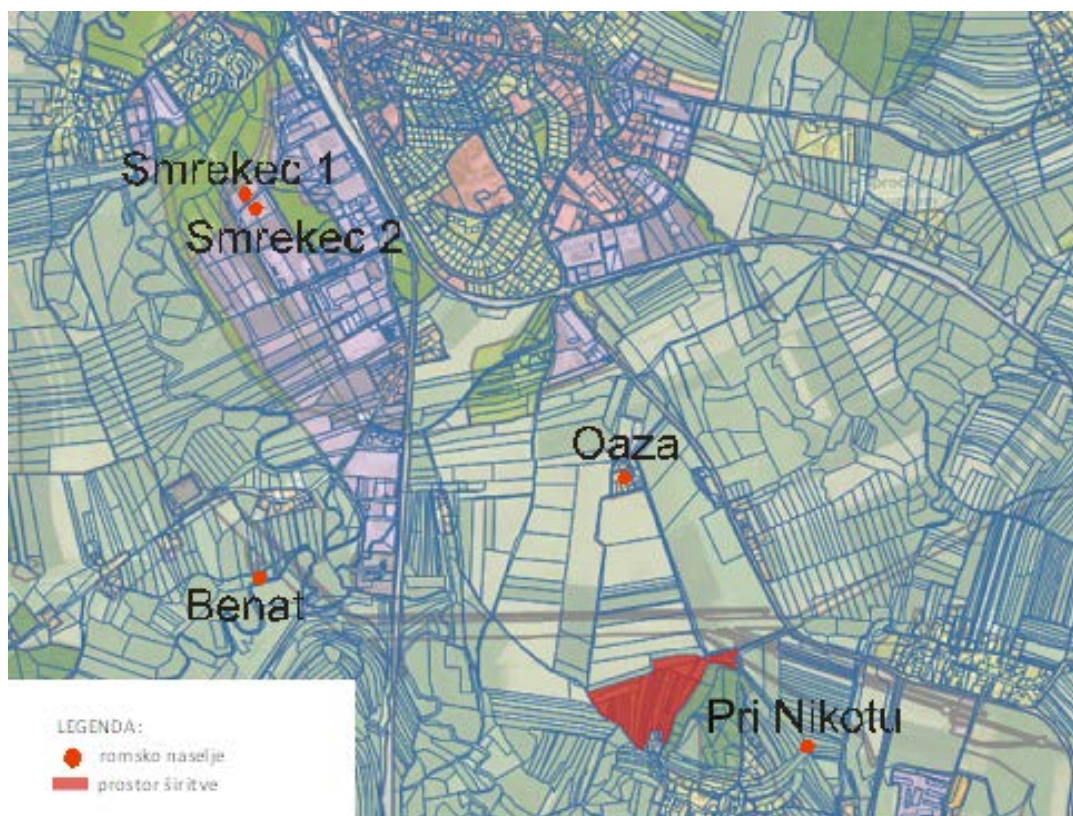 Smrekec 1
Smrekec 2
Oaza
Benat
Pri Nikotu
LEGENDA:
romsko naselje
prostor širitve